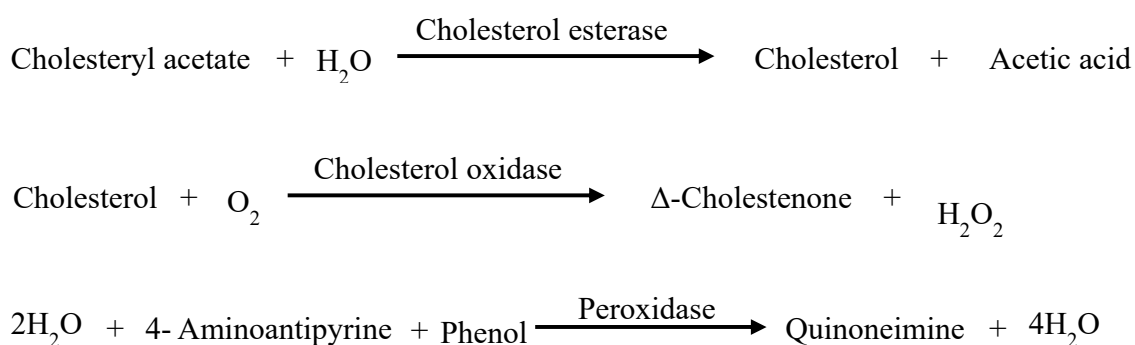 Cholesteryl acetate + H₂O Cholesterol esterase Cholesterol + Acetic acid
Cholesterol + O₂ Cholesterol oxidase Δ-Cholestenone + H₂O₂
2H₂O + 4- Aminoantipyrine + Phenol Peroxidase Quinoneimine + 4H₂O